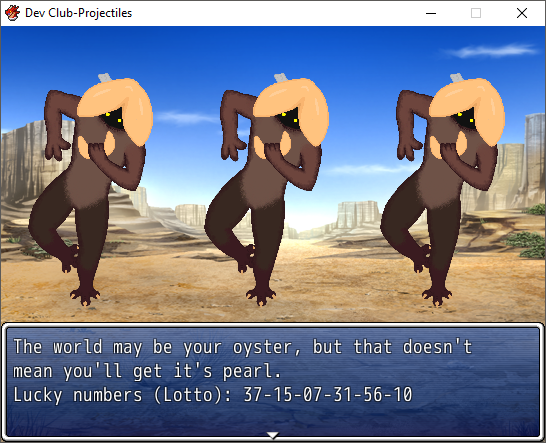 Dev Club-Projectiles
The world may be your oyster, but that doesn't
mean you'll get it's pearl.
Lucky numbers (Lotto): 37-15-07-31-56-10